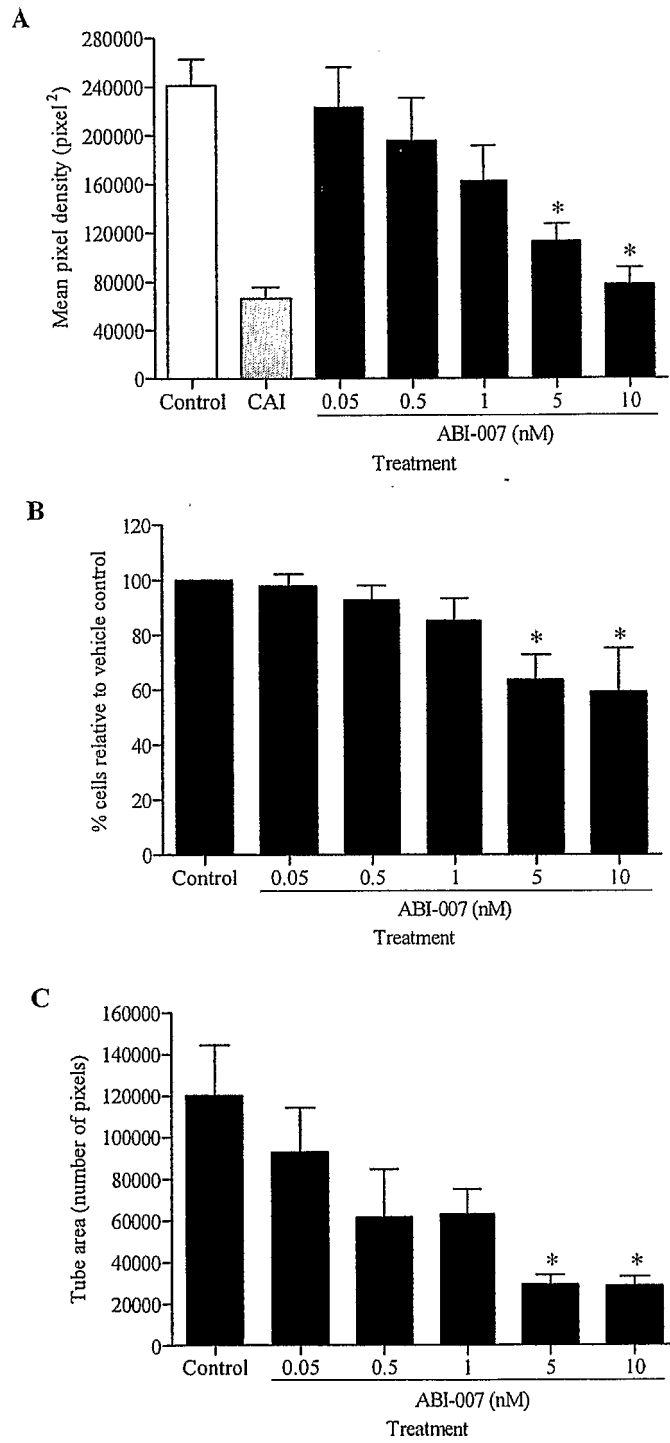 A
Mean pixel density (pixel²)
280000
240000
200000
160000
120000
80000
40000
0
* *
Control CAI 0.05 0.5 1 5 10
ABI-007 (nM)
Treatment
B
% cells relative to vehicle control
120
100
80
60
40
20
0
* *
Control 0.05 0.5 1 5 10
ABI-007 (nM)
Treatment
C
Tube area (number of pixels)
160000
140000
120000
100000
80000
60000
40000
20000
0
* *
Control 0.05 0.5 1 5 10
ABI-007 (nM)
Treatment